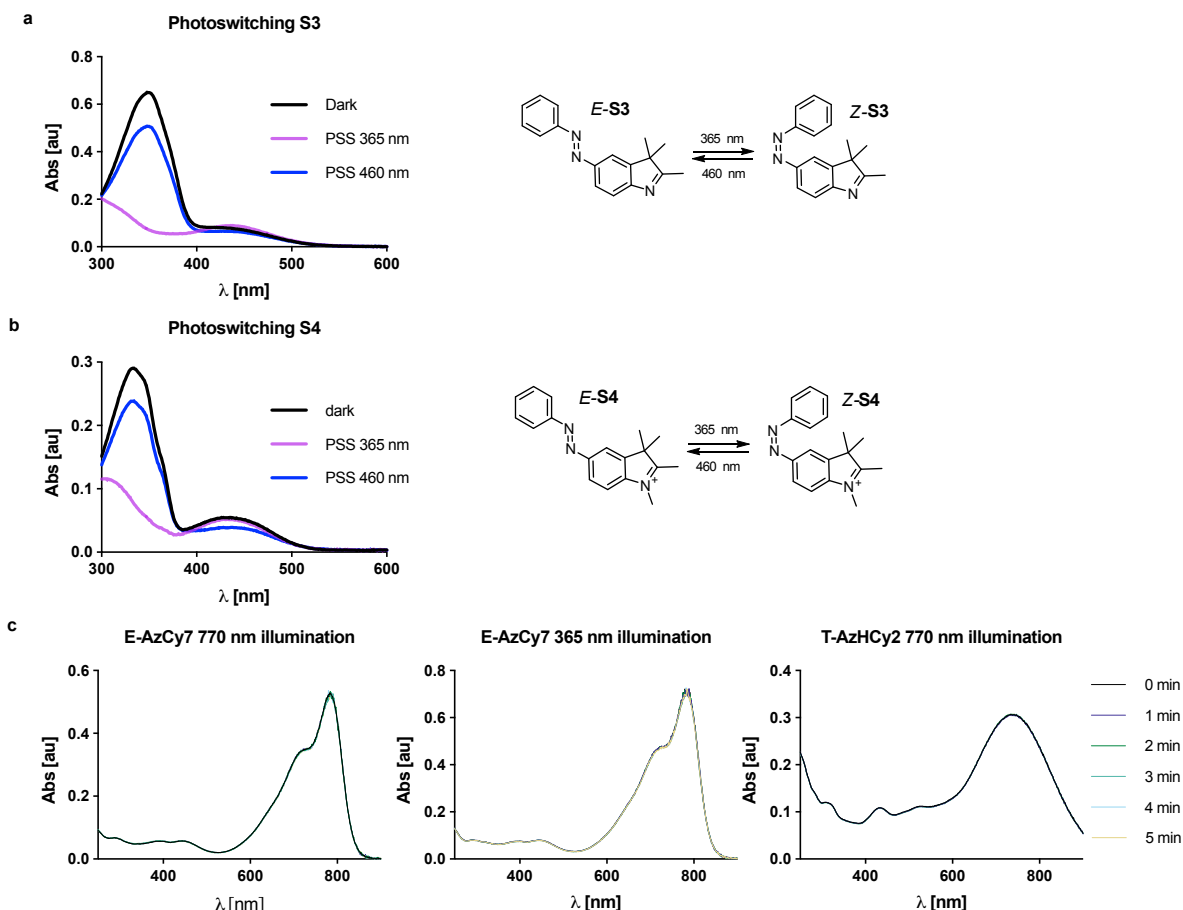 a
Photoswitching S3
Abs [au]
0.8
0.6
0.4
0.2
0.0
300
400
500
600
λ [nm]
Dark
PSS 365 nm
PSS 460 nm
E-S3
Z-S3
365 nm
460 nm
N
N
N
N
N
N
b
Photoswitching S4
Abs [au]
0.3
0.2
0.1
0.0
300
400
500
600
λ [nm]
dark
PSS 365 nm
PSS 460 nm
E-S4
Z-S4
365 nm
460 nm
N
N
N+
N
N
N+
c
E-AzCy7 770 nm illumination
Abs [au]
0.6
0.4
0.2
0.0
400
600
800
λ [nm]
E-AzCy7 365 nm illumination
Abs [au]
0.8
0.6
0.4
0.2
0.0
400
600
800
λ [nm]
T-AzHCy2 770 nm illumination
Abs [au]
0.4
0.3
0.2
0.1
0.0
400
600
800
λ [nm]
0 min
1 min
2 min
3 min
4 min
5 min